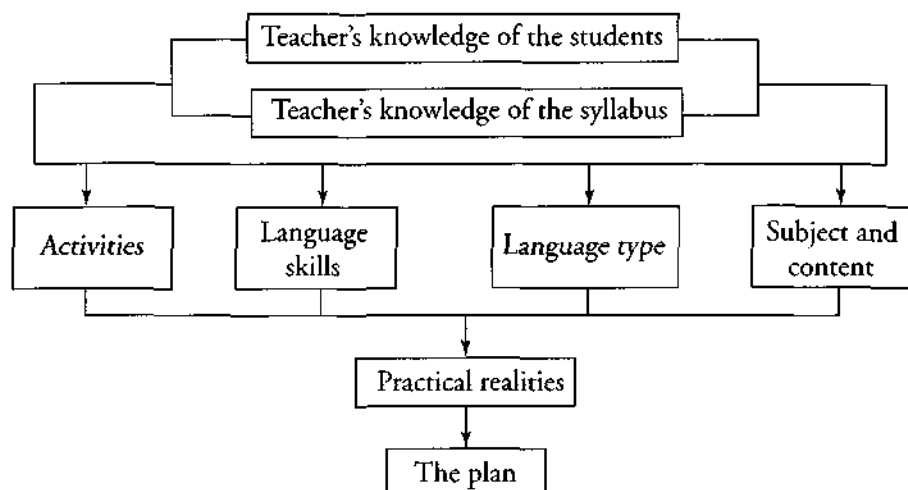 Teacher's knowledge of the students
Teacher's knowledge of the syllabus
Activities
Language
skills
Language type
Subject and
content
Practical realities
The plan